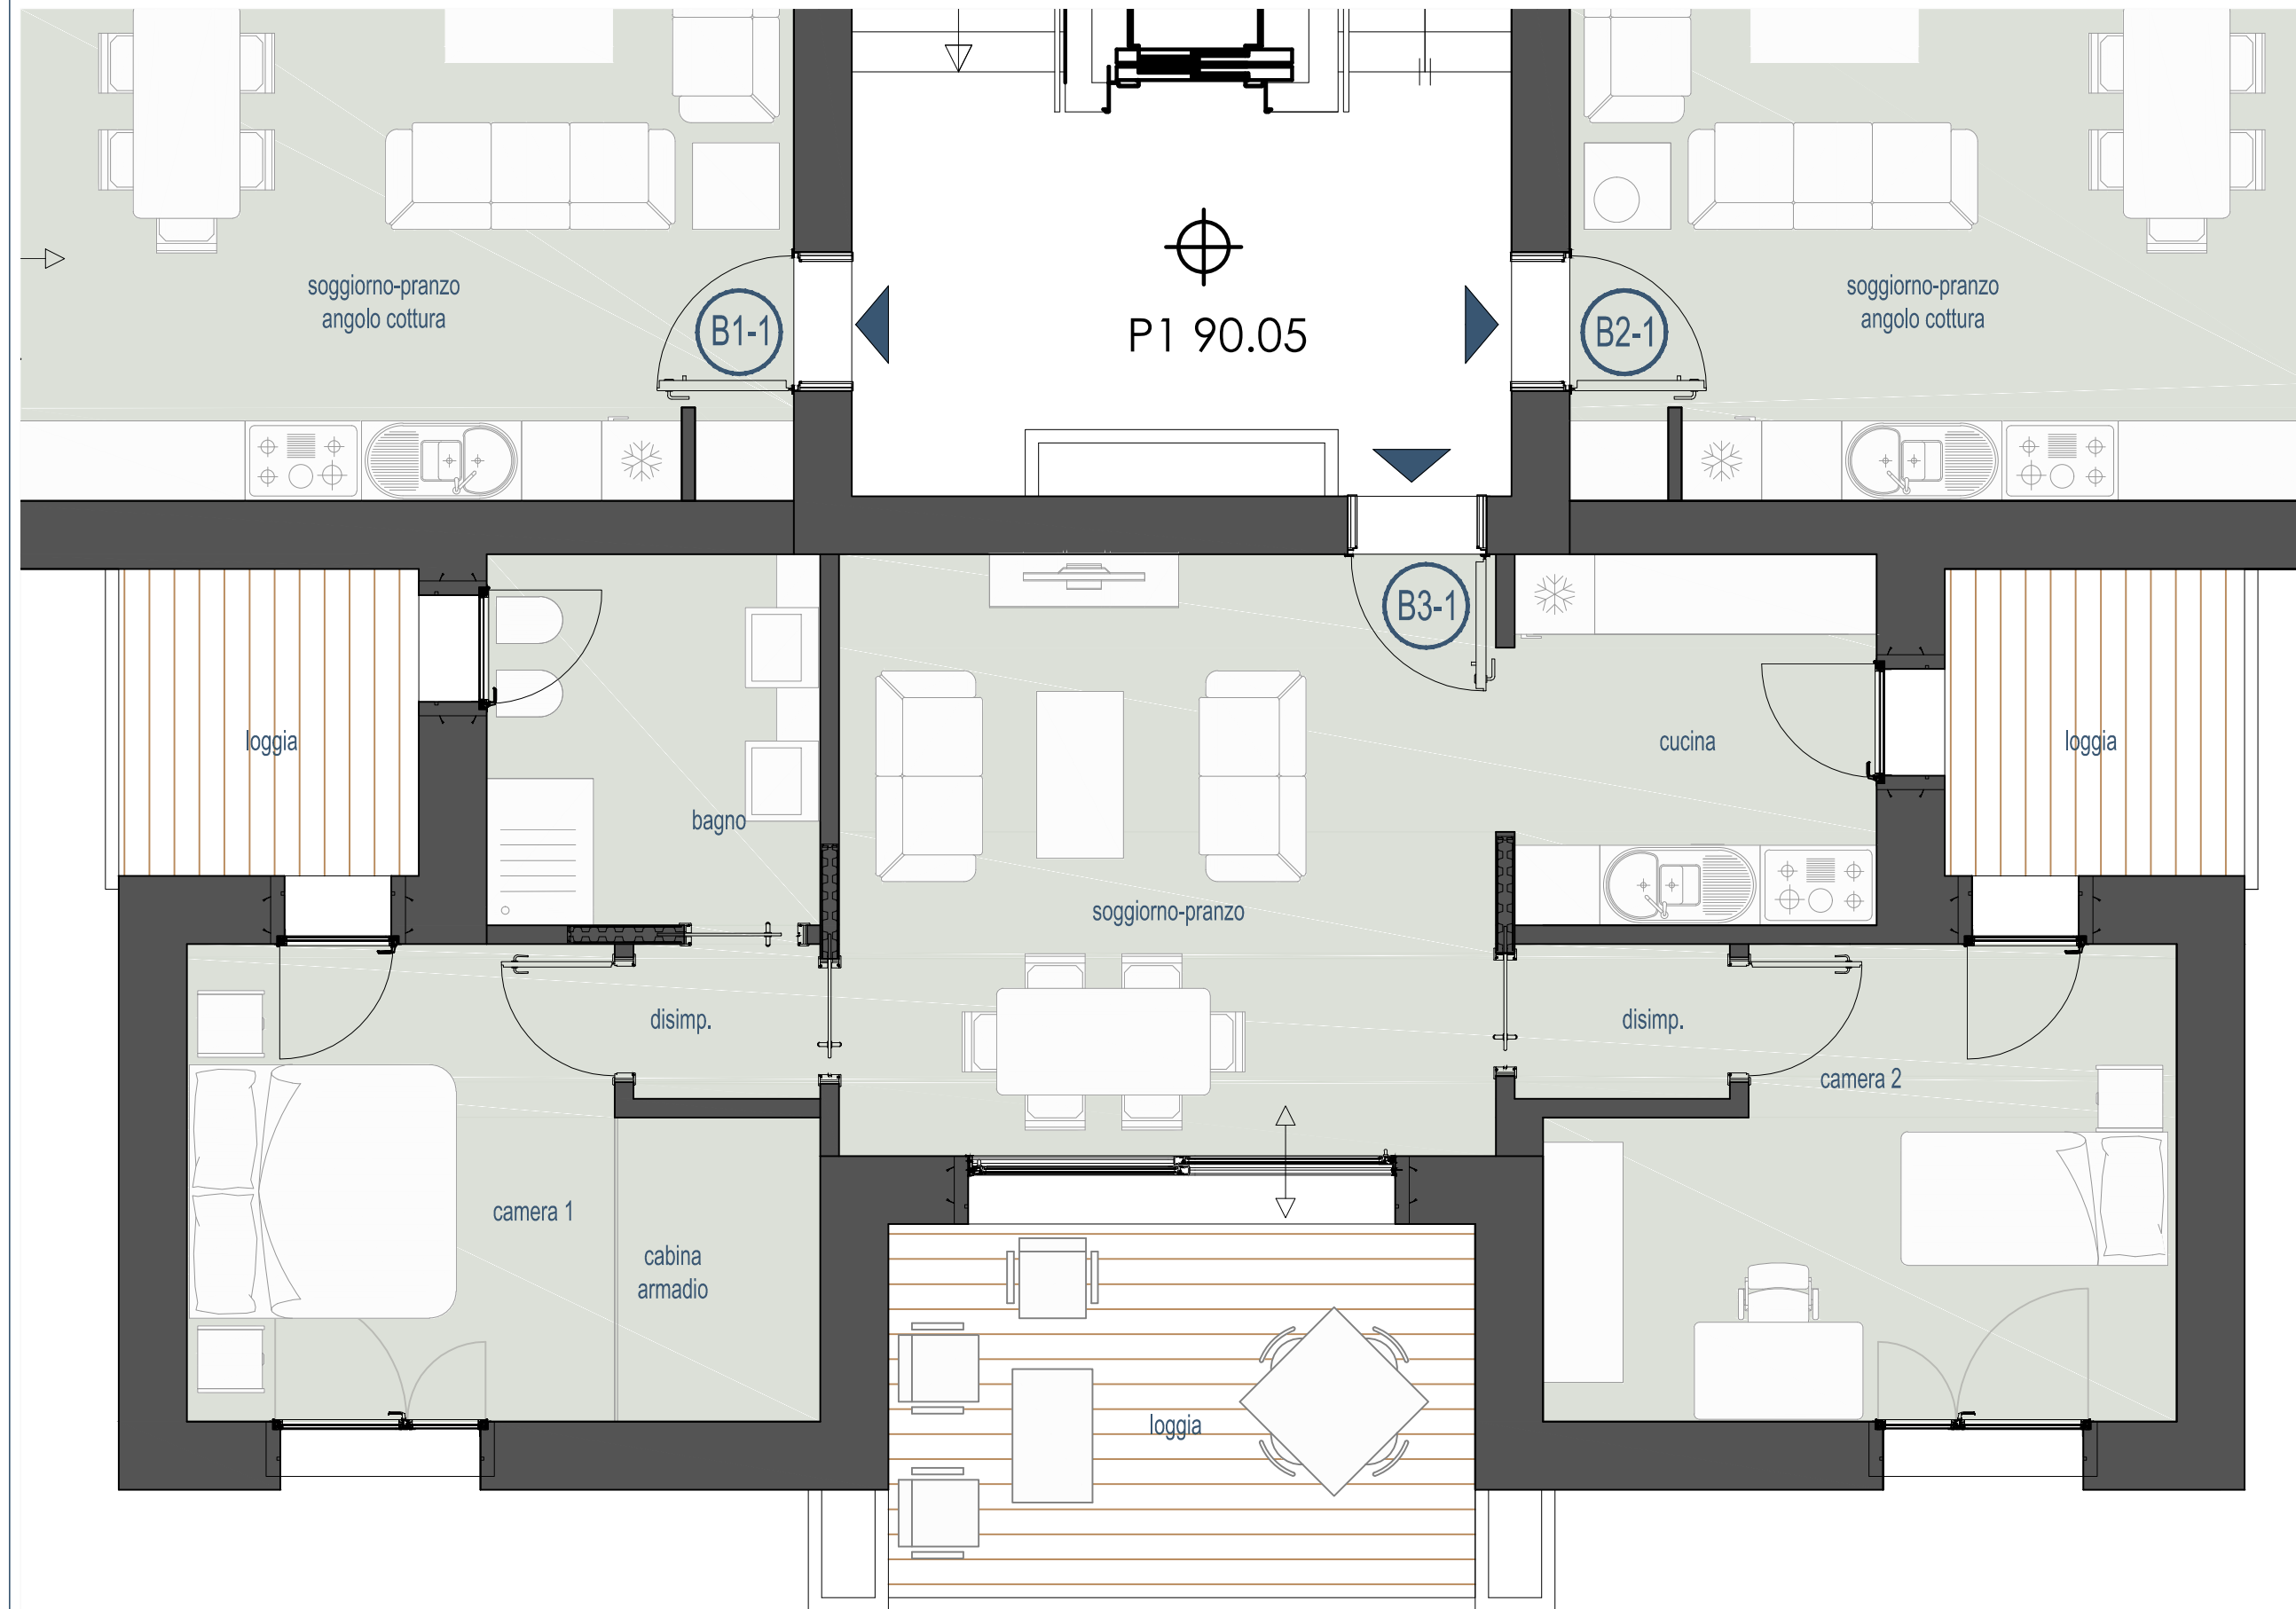 soggiorno-pranzo
angolo cottura
B1-1
P1 90.05
B2-1
soggiorno-pranzo
angolo cottura
B3-1
loggia
bagno
cucina
loggia
soggiorno-pranzo
disimp.
disimp.
camera 2
camera 1
cabina
armadio
loggia